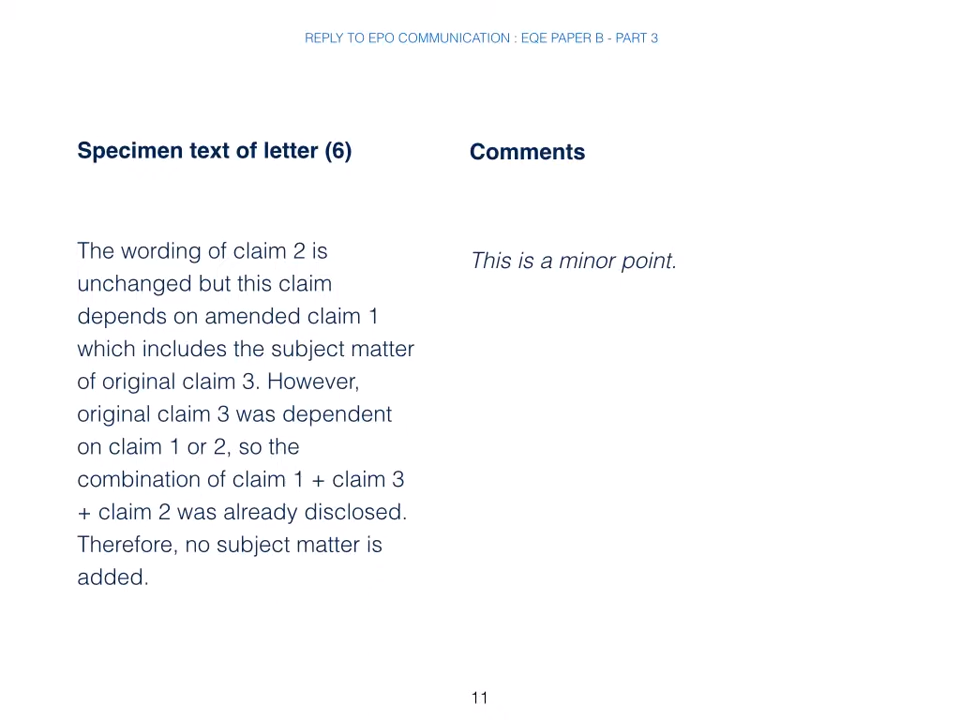 REPLY TO EPO COMMUNICATION : EQE PAPER B - PART 3
Specimen text of letter (6)
The wording of claim 2 is
unchanged but this claim
depends on amended claim 1
which includes the subject matter
of original claim 3. However,
original claim 3 was dependent
on claim 1 or 2, so the
combination of claim 1 + claim 3
+ claim 2 was already disclosed.
Therefore, no subject matter is
added.
Comments
This is a minor point.
11